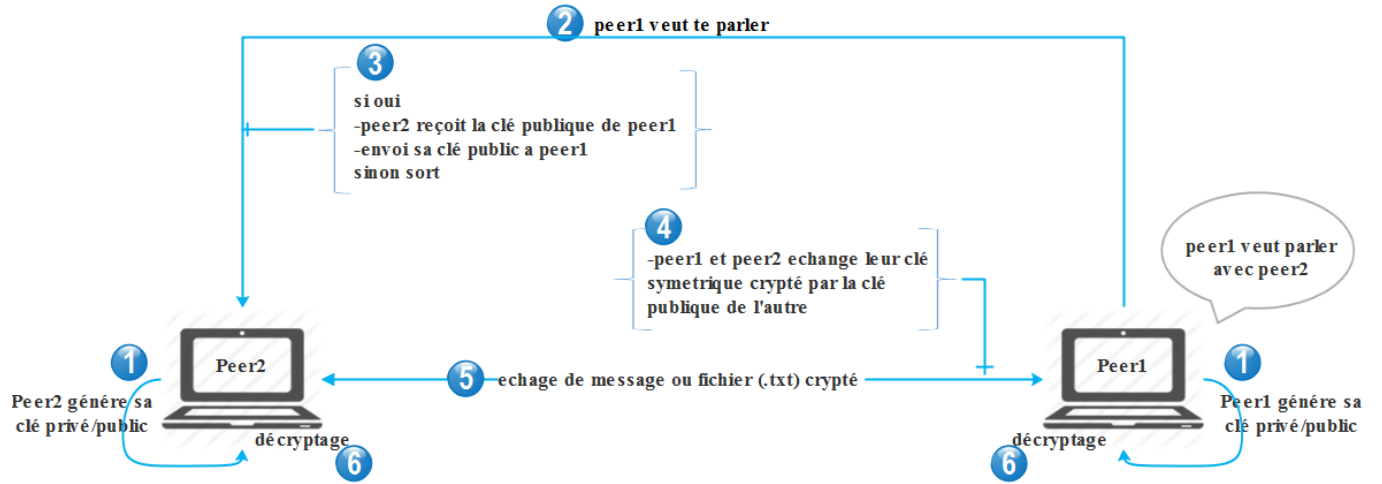 2 peer1 veut te parler
3
si oui
-peer2 reçoit la clé publique de peer1
-envoi sa clé public a peer1
sinon sort
4
-peer1 et peer2 echange leur clé
symetrique crypté par la clé
publique de l'autre
peer1 veut parler
avec peer2
1
Peer2
Peer2 génére sa
clé privé/public
décryptage
6
5 echage de message ou fichier (.txt) crypté
Peer1
1
Peer1 génére sa
clé privé/public
décryptage
6